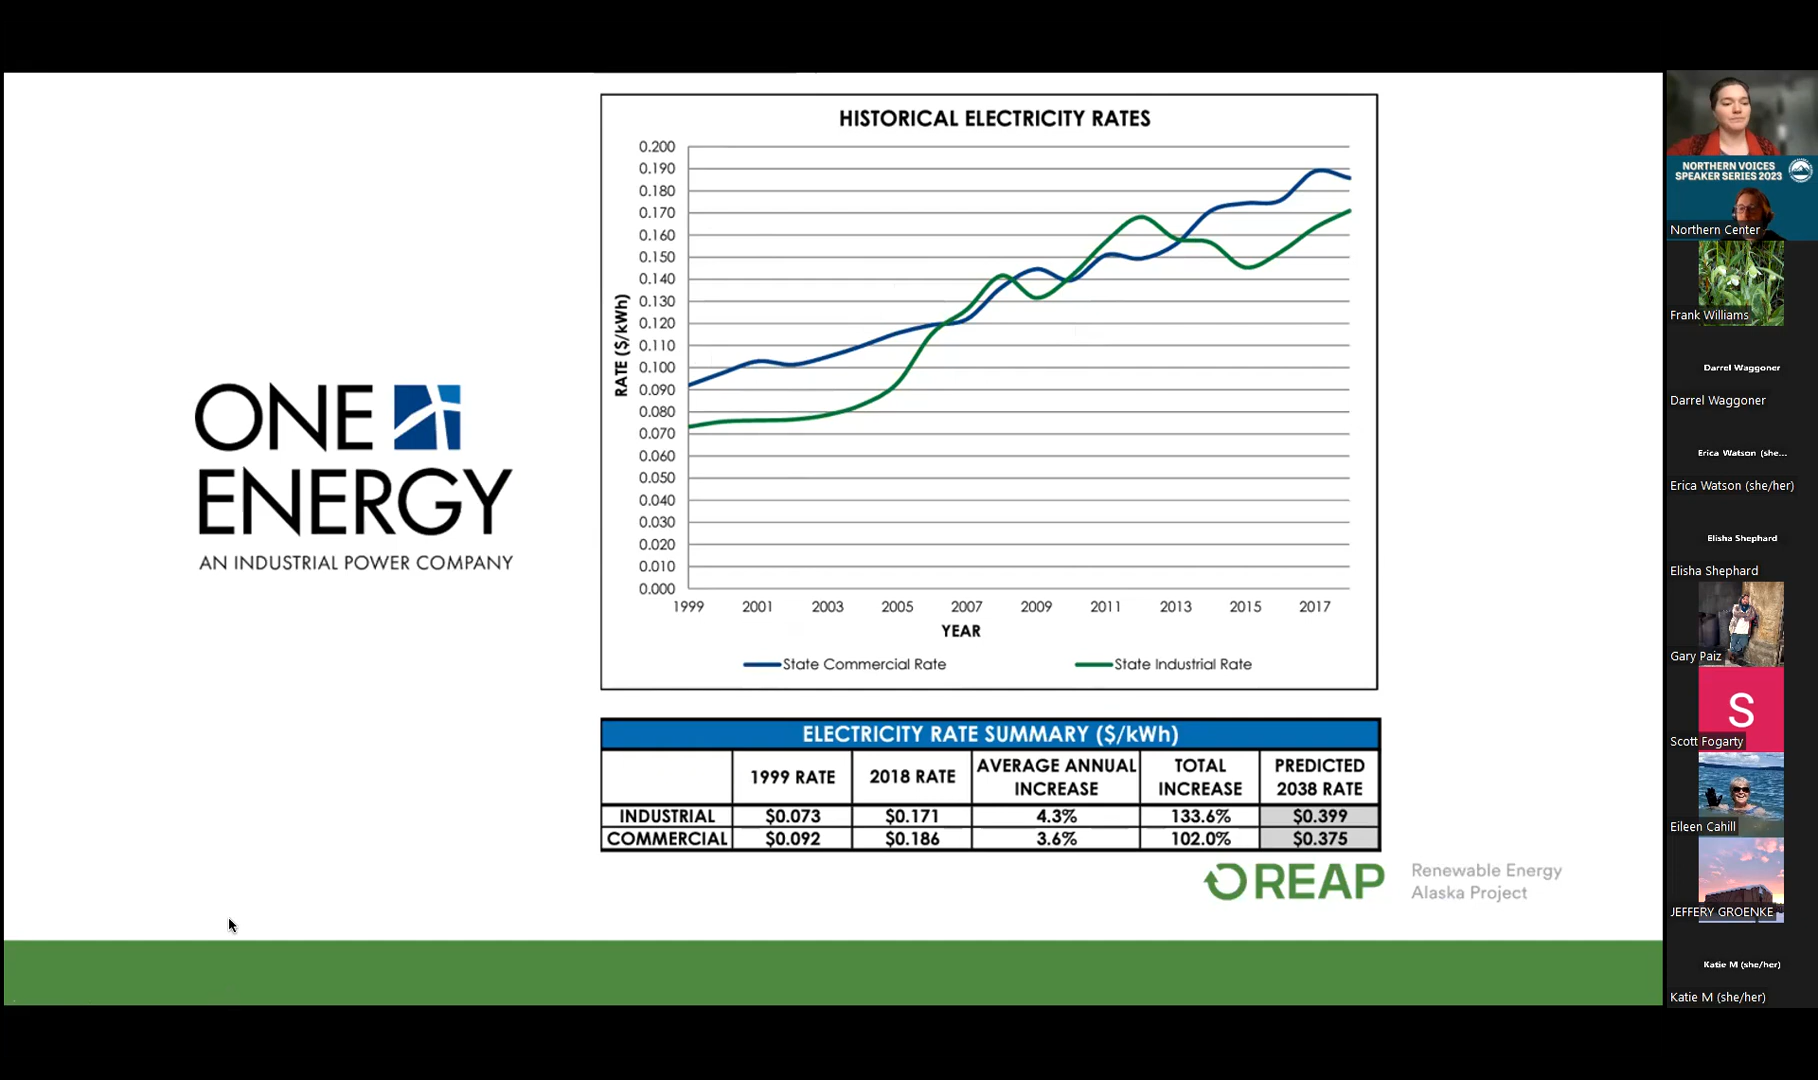 HISTORICAL ELECTRICITY RATES
0.200
0.190
0.180
0.170
0.160
0.150
0.140
0.130
0.120
0.110
0.100
0.090
0.080
0.070
0.060
0.050
0.040
0.030
0.020
0.010
0.000
RATE ($/kWh)
1999 2001 2003 2005 2007 2009 2011 2013 2015 2017
YEAR
State Commercial Rate State Industrial Rate
ONE
ENERGY
AN INDUSTRIAL POWER COMPANY
ELECTRICITY RATE SUMMARY ($/kWh)
1999 RATE 2018 RATE AVERAGE ANNUAL INCREASE TOTAL INCREASE PREDICTED 2038 RATE
INDUSTRIAL $0.073 $0.171 4.3% 133.6% $0.399
COMMERCIAL $0.092 $0.186 3.6% 102.0% $0.375
REAP
Renewable Energy
Alaska Project
NORTHERN VOICES
SPEAKER SERIES 2023
Northern Center
Frank Williams
Darrel Waggoner
Darrel Waggoner
Erica Watson (she...
Erica Watson (she/her)
Elisha Shephard
Elisha Shephard
Gary Paiz
S
Scott Fogarty
Eileen Cahill
JEFFERY GROENKE
Katie M (she/her)
Katie M (she/her)